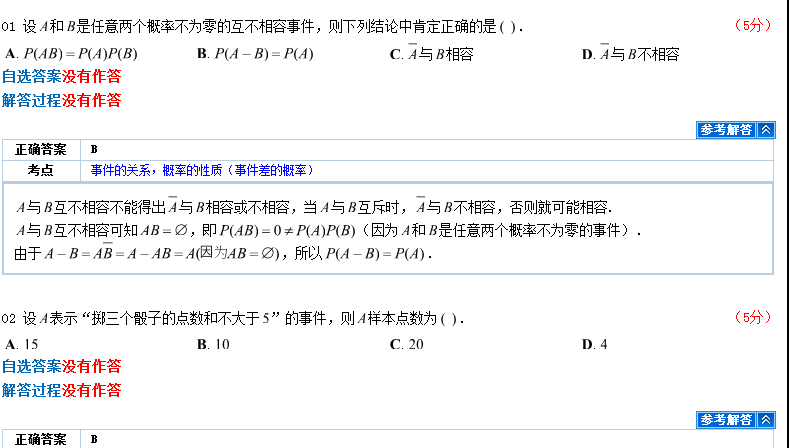 01 设A和B是任意两个概率不为零的互不相容事件，则下列结论中肯定正确的是 ( ) . （5分）
A. P(AB) = P(A)P(B) B. P(A − B) = P(A) C. A̅与B相容 D. A̅与B不相容
自选答案没有作答
解答过程没有作答
参考解答
正确答案 B
考点 事件的关系，概率的性质（事件差的概率）
A与B互不相容不能得出A̅与B相容或不相容，当A与B互斥时，A̅与B不相容，否则就可能相容.
A与B互不相容可知AB = ∅，即P(AB) = 0 ≠ P(A)P(B)（因为A和B是任意两个概率不为零的事件）.
由于A − B = AB̅ = A − AB = A(因为AB = ∅)，所以P(A − B) = P(A) .
02 设A表示“掷三个骰子的点数和不大于5”的事件，则A样本点数为 ( ) . （5分）
A. 15 B. 10 C. 20 D. 4
自选答案没有作答
解答过程没有作答
参考解答
正确答案 B